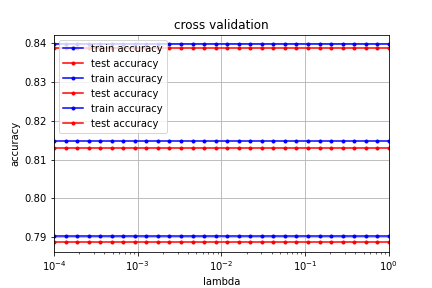 cross validation
0.84
0.83
0.82
0.81
0.80
0.79
accuracy
train accuracy
test accuracy
train accuracy
test accuracy
train accuracy
test accuracy
10⁻⁴
10⁻³
10⁻²
10⁻¹
10⁰
lambda